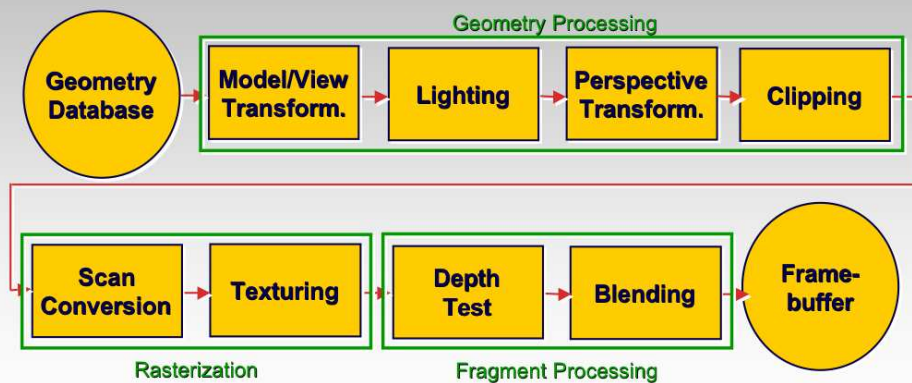 Geometry Processing
Geometry
Database
Model/View
Transform.
Lighting
Perspective
Transform.
Clipping
Scan
Conversion
Texturing
Depth
Test
Blending
Frame-
buffer
Rasterization
Fragment Processing